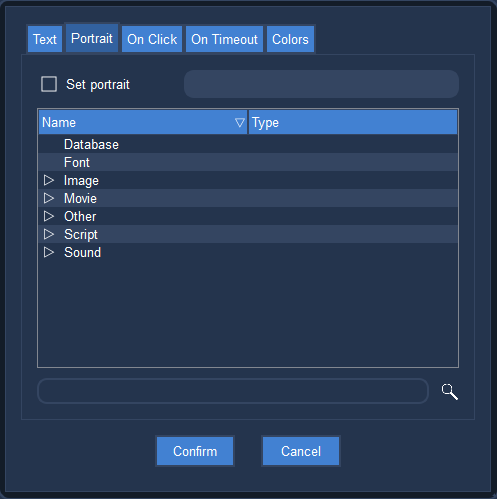 Text Portrait On Click On Timeout Colors
Set portrait
Name Type
Database
Font
Image
Movie
Other
Script
Sound
Confirm Cancel